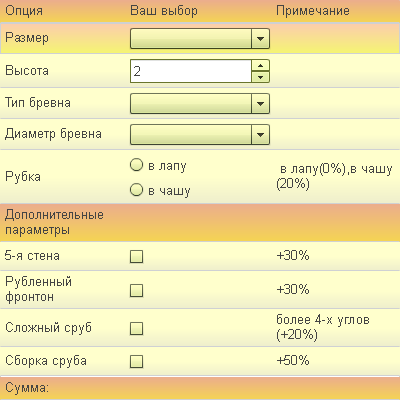 Опция Ваш выбор Примечание
Размер
Высота 2
Тип бревна
Диаметр бревна
Рубка в лапу в лапу(0%),в чашу
в чашу (20%)
Дополнительные
параметры
5-я стена +30%
Рубленный
фронтон +30%
Сложный сруб более 4-х углов
(+20%)
Сборка сруба +50%
Сумма: